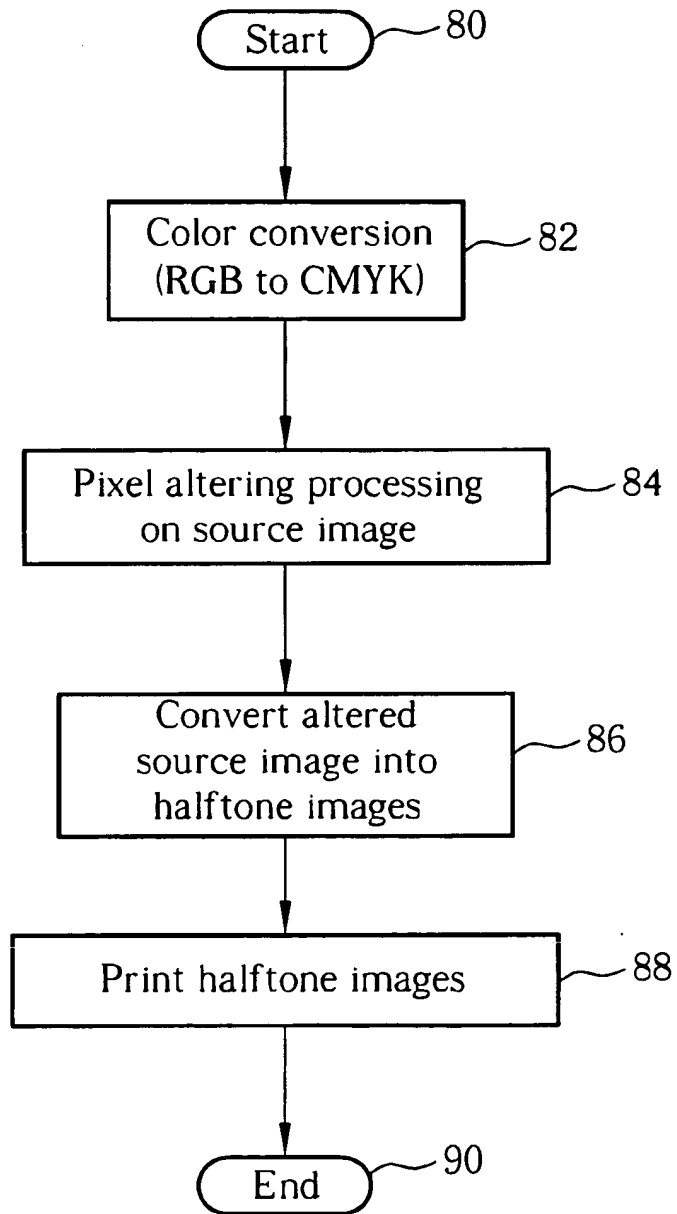 Start
80
Color conversion
(RGB to CMYK)
82
Pixel altering processing
on source image
84
Convert altered
source image into
halftone images
86
Print halftone images
88
End
90